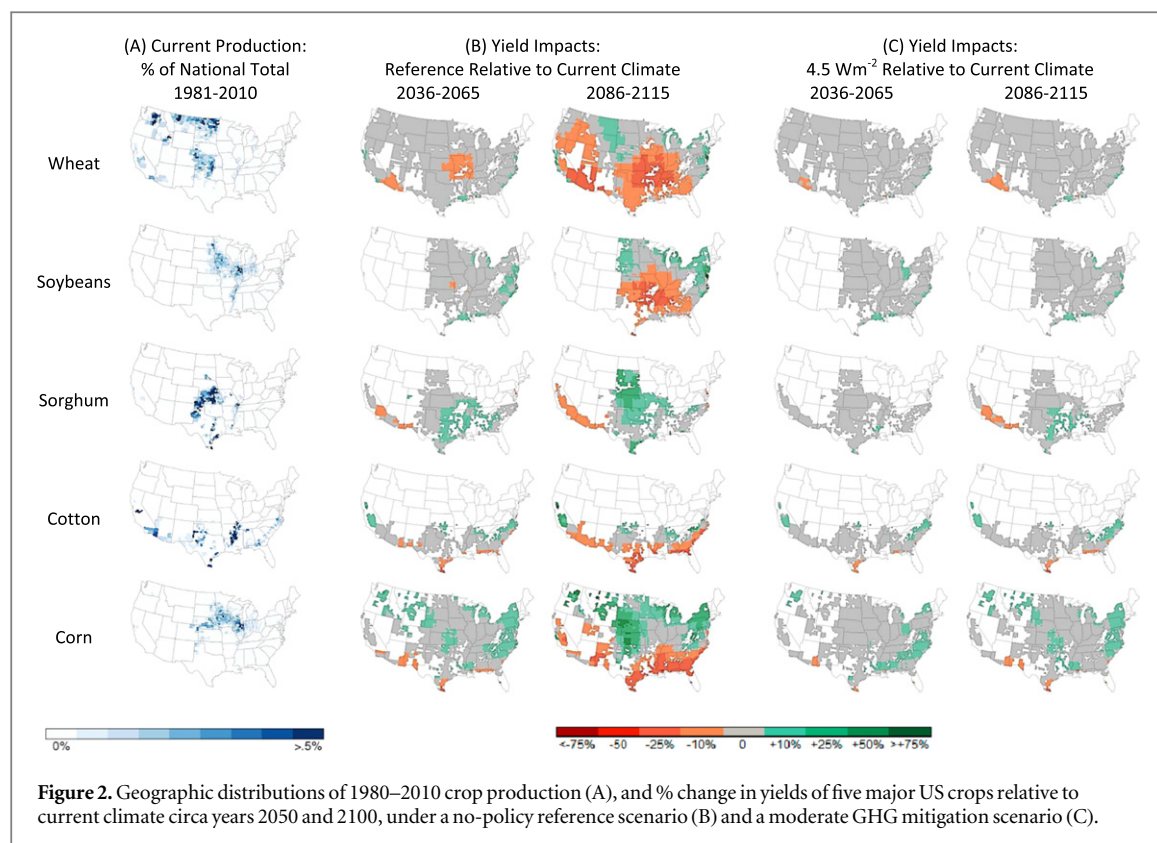 (A) Current Production:
% of National Total
1981-2010
(B) Yield Impacts:
Reference Relative to Current Climate
2036-2065 2086-2115
(C) Yield Impacts:
4.5 Wm-2 Relative to Current Climate
2036-2065 2086-2115
Wheat
Soybeans
Sorghum
Cotton
Corn
0% >.5%
<-75% -50 -25% -10% 0 +10% +25% +50% >+75%
Figure 2. Geographic distributions of 1980–2010 crop production (A), and % change in yields of five major US crops relative to
current climate circa years 2050 and 2100, under a no-policy reference scenario (B) and a moderate GHG mitigation scenario (C).